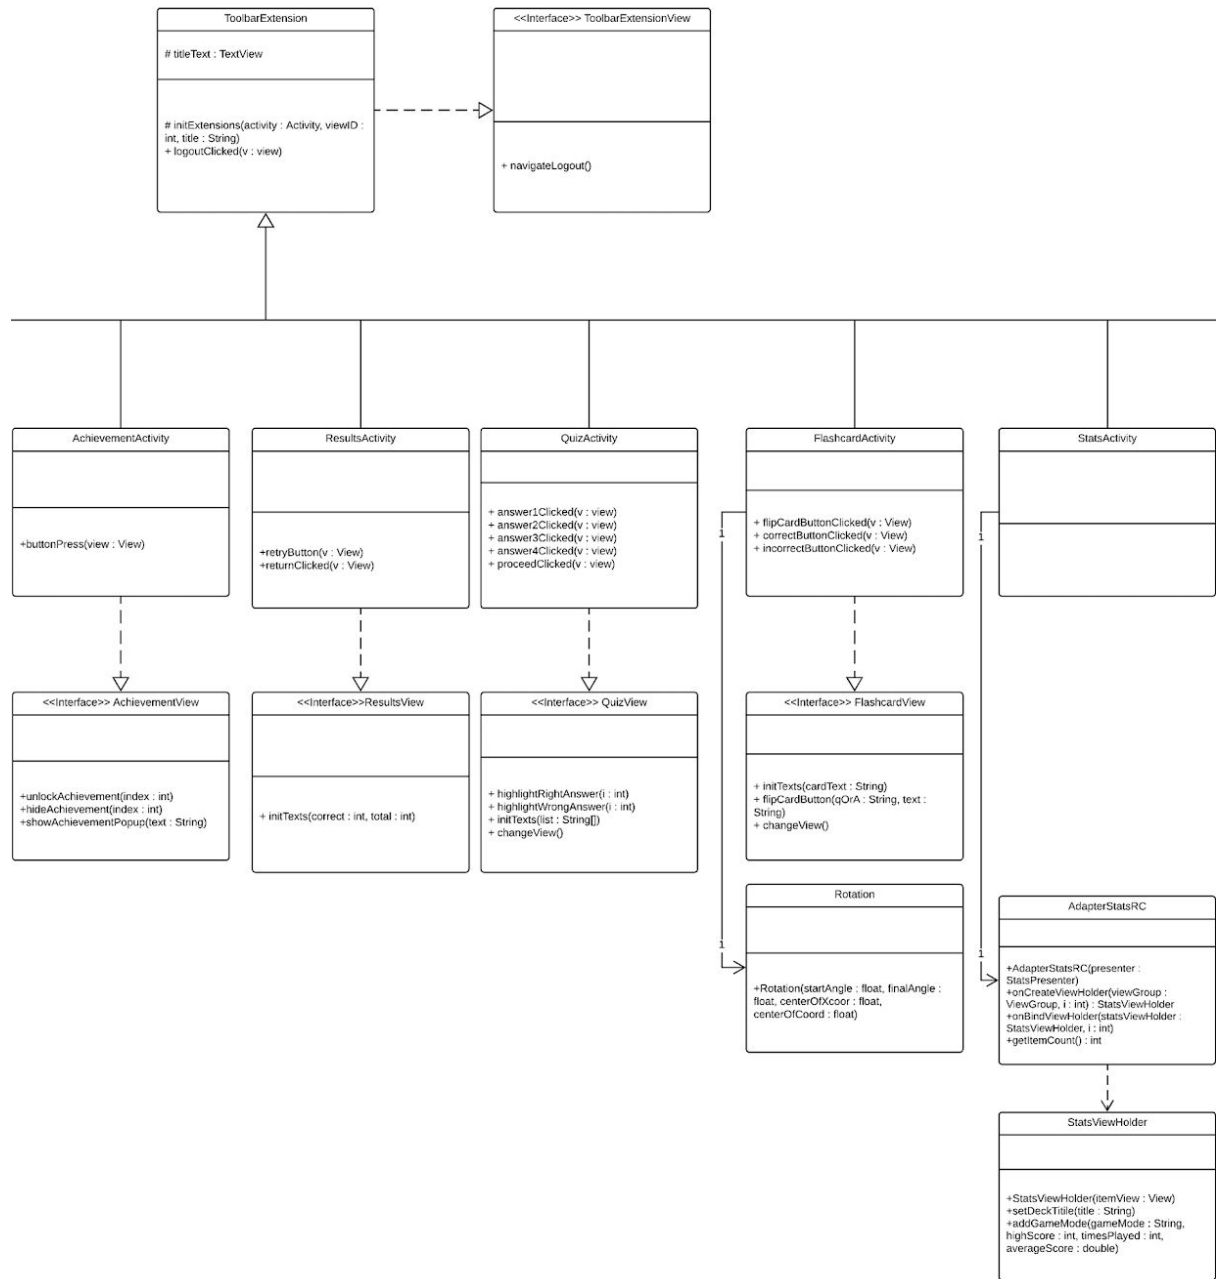 ToolbarExtension
# titleText : TextView
# initExtensions(activity : Activity, viewID :
int, title : String)
+ logoutClicked(v : view)
<<Interface>> ToolbarExtensionView
+ navigateLogout()
AchievementActivity
+buttonPress(view : View)
ResultsActivity
+retryButton(v : View)
+returnClicked(v : View)
QuizActivity
+ answer1Clicked(v : view)
+ answer2Clicked(v : view)
+ answer3Clicked(v : view)
+ answer4Clicked(v : view)
+ proceedClicked(v : view)
FlashcardActivity
+ flipCardButtonClicked(v : View)
+ correctButtonClicked(v : View)
+ incorrectButtonClicked(v : View)
1
StatsActivity
1
<<Interface>> AchievementView
+unlockAchievement(index : int)
+hideAchievement(index : int)
+showAchievementPopup(text : String)
<<Interface>>ResultsView
+ initTexts(correct : int, total : int)
<<Interface>> QuizView
+ highlightRightAnswer(i : int)
+ highlightWrongAnswer(i : int)
+ initTexts(list : String[])
+ changeView()
<<Interface>> FlashcardView
+ initTexts(cardText : String)
+ flipCardButton(qOrA : String, text :
String)
+ changeView()
1
Rotation
+Rotation(startAngle : float, finalAngle :
float, centerOfXcoor : float,
centerOfCoord : float)
1
AdapterStatsRC
+AdapterStatsRC(presenter :
StatsPresenter)
+onCreateViewHolder(viewGroup :
ViewGroup, i : int) : StatsViewHolder
+onBindViewHolder(statsViewHolder :
StatsViewHolder, i : int)
+getItemCount() : int
StatsViewHolder
+StatsViewHolder(itemView : View)
+setDeckTitile(title : String)
+addGameMode(gameMode : String,
highScore : int, timesPlayed : int,
averageScore : double)